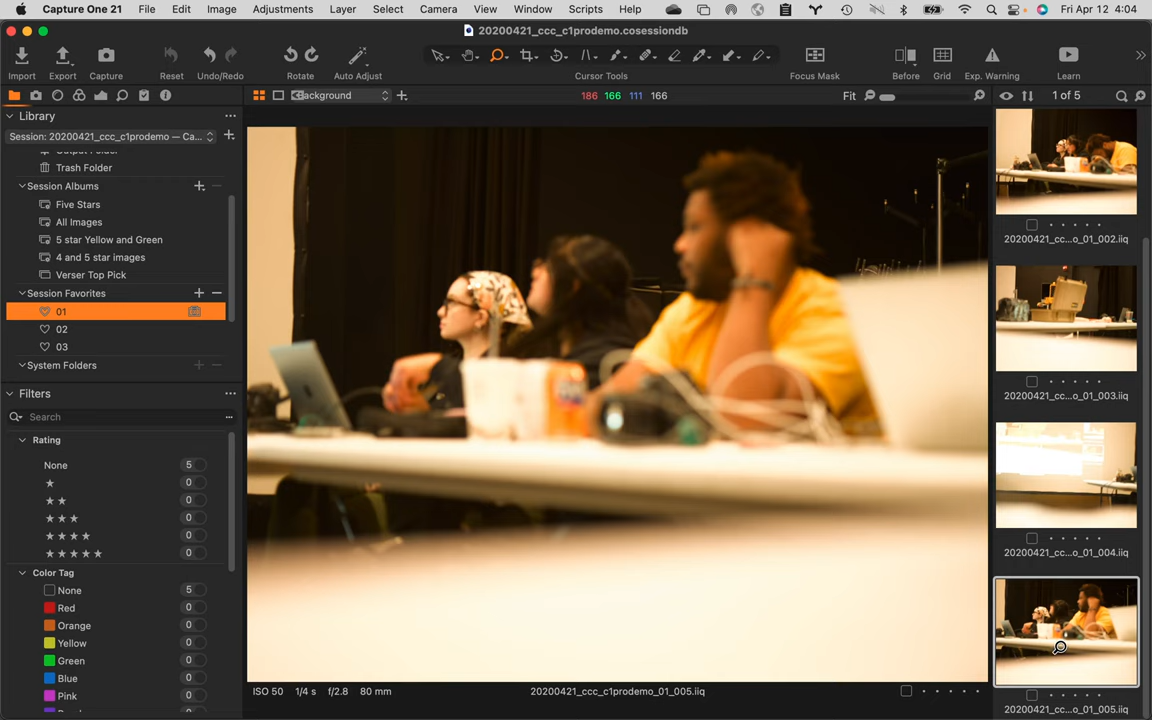 Capture One 21 File Edit Image Adjustments Layer Select Camera View Window Scripts Help Fri Apr 12 4:04
20200421_ccc_c1prodemo.cosessiondb
Import Export Capture Reset Undo/Redo Rotate Auto Adjust Cursor Tools Focus Mask Before Grid Exp. Warning Learn
ackground 186 166 111 166 Fit 1 of 5
Library
Session: 20200421_ccc_c1prodemo — Ca...
Output Folder
Trash Folder
Session Albums
Five Stars
All Images
5 star Yellow and Green
4 and 5 star images
Verser Top Pick
Session Favorites
01
02
03
System Folders
Filters
Search
Rating
None 5
0
0
0
0
0
Color Tag
None 5
Red 0
Orange 0
Yellow 0
Green 0
Blue 0
Pink 0
ISO 50 1/4 s f/2.8 80 mm 20200421_ccc_c1prodemo_01_005.iiq
20200421_cc...o_01_002.iiq
20200421_cc...o_01_003.iiq
20200421_cc...o_01_004.iiq
20200421_cc...o_01_005.iiq